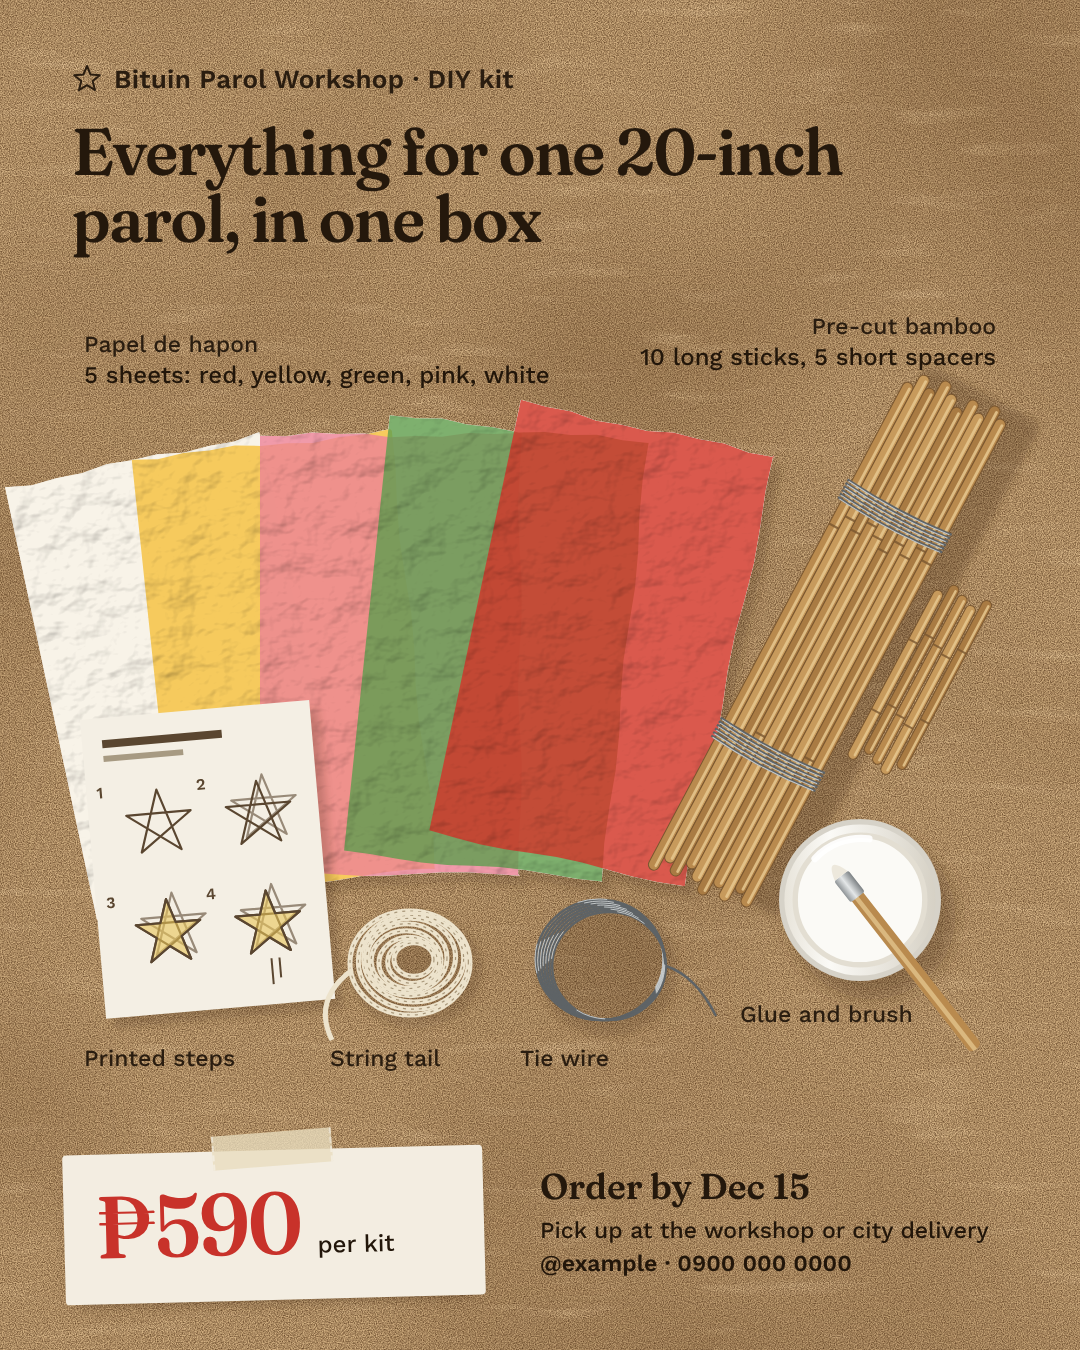 Bituin Parol Workshop · DIY kit
Everything for one 20-inch
parol, in one box
Papel de hapon
5 sheets: red, yellow, green, pink, white
Pre-cut bamboo
10 long sticks, 5 short spacers
1
2
3
4
Printed steps
String tail
Tie wire
Glue and brush
₱590 per kit
Order by Dec 15
Pick up at the workshop or city delivery
@example · 0900 000 0000